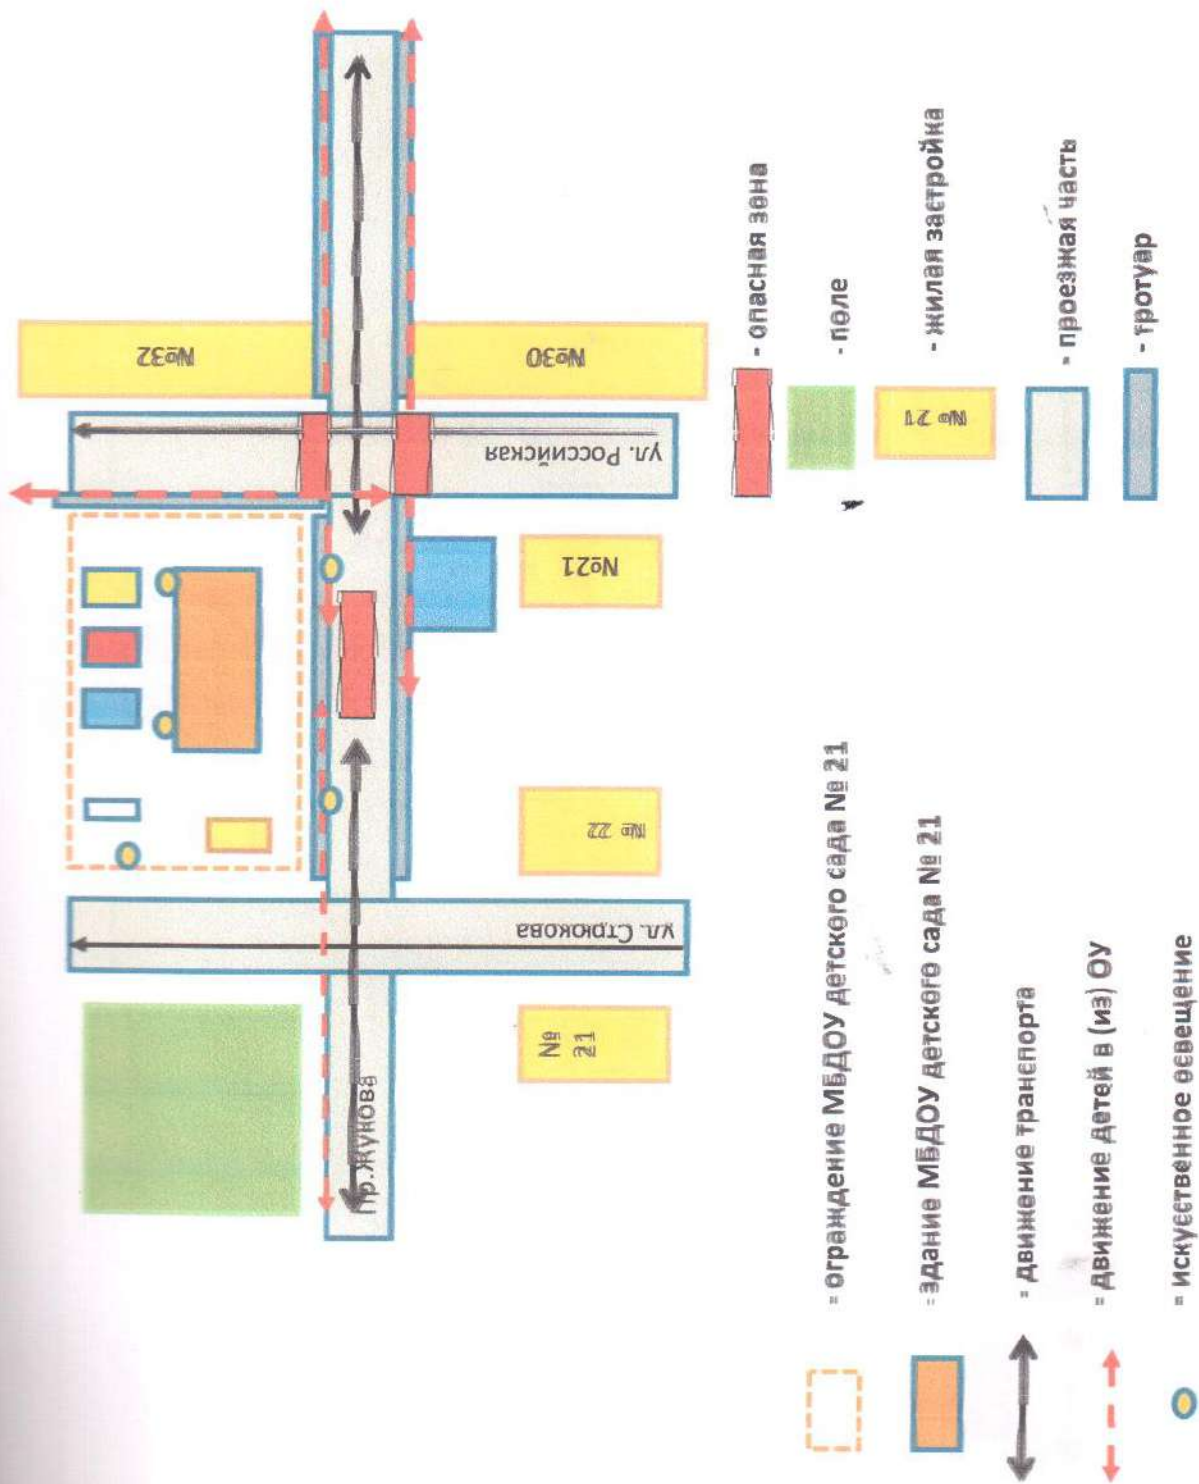 №32
№30
ул. Российская
№21
№ 22
ул. Стрюкова
№
21
Пр.Жукова
- опасная зона
- поле
№ 21
- жилая застройка
- проезжая часть
- тротуар
- ограждение МБДОУ детского сада № 21
- здание МБДОУ детского сада № 21
- движение транспорта
- движение детей в (из) ОУ
- искусственное освещение